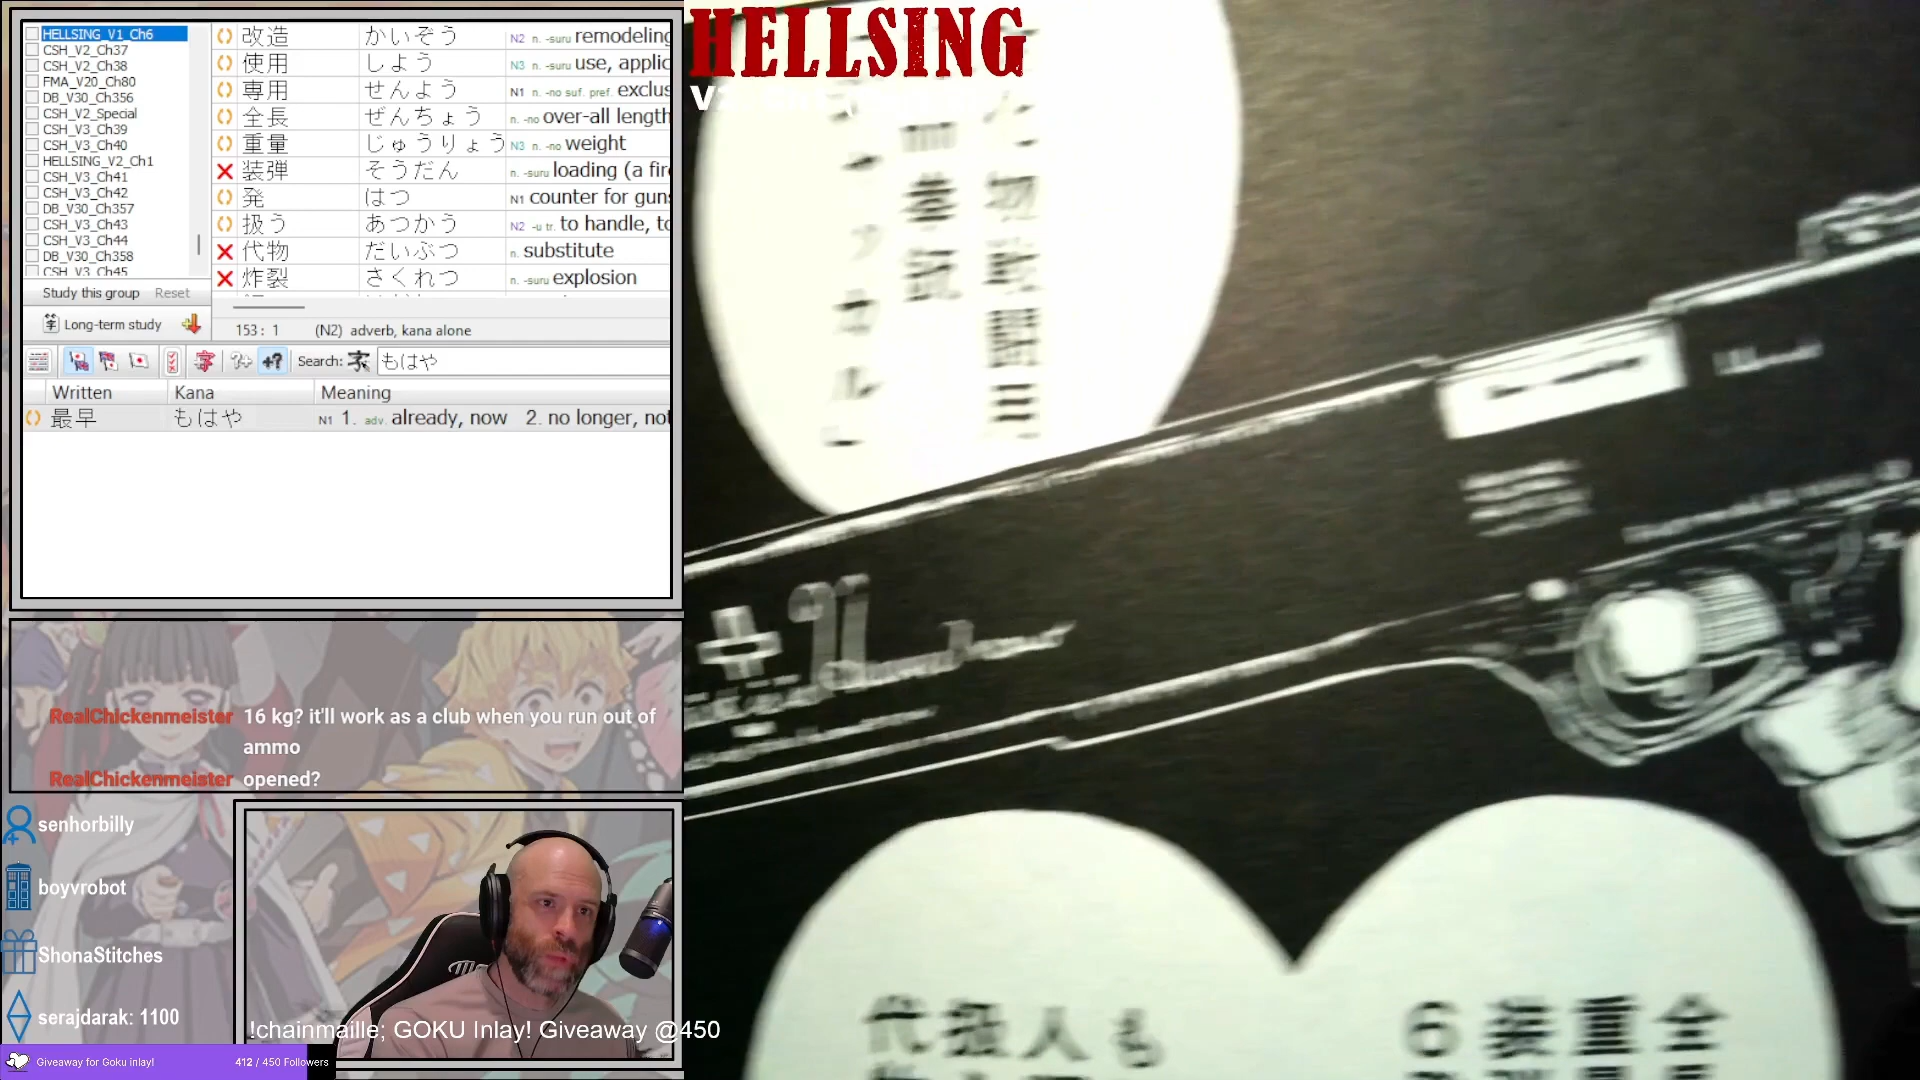 HELLSING_V1_Ch6
CSH_V2_Ch37
CSH_V2_Ch38
FMA_V20_Ch80
DB_V30_Ch356
CSH_V2_Special
CSH_V3_Ch39
CSH_V3_Ch40
HELLSING_V2_Ch1
CSH_V3_Ch41
CSH_V3_Ch42
DB_V30_Ch357
CSH_V3_Ch43
CSH_V3_Ch44
DB_V30_Ch358
CSH_V3_Ch45
Study this group Reset
Long-term study
改造 かいぞう N2 n. -suru remodeling
使用 しよう N3 n. -suru use, applic
専用 せんよう N1 n. -no suf. pref. exclus
全長 ぜんちょう n. -no over-all length
重量 じゅうりょう N3 n. -no weight
装弾 そうだん n. -suru loading (a fir
発 はつ N1 counter for gun
扱う あつかう N2 -u tr. to handle, to
代物 だいぶつ n. substitute
炸裂 さくれつ n. -suru explosion
153: 1 (N2) adverb, kana alone
Search: もはや
Written Kana Meaning
最早 もはや N1 1. adv. already, now 2. no longer, not
RealChickenmeister 16 kg? it'll work as a club when you run out of
ammo
RealChickenmeister opened?
senhorbilly
boyvrobot
ShonaStitches
serajdarak: 1100
Giveaway for Goku inlay! 412 / 450 Followers
!chainmaille; GOKU Inlay! Giveaway @450
HELLSING
全
重
装
6
も
人
扱
代